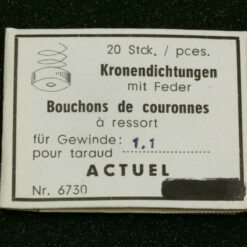 20 Stck. / pces.
Kronendichtungen
mit Feder
Bouchons de couronnes
à ressort
für Gewinde: 1,1
pour taraud
ACTUEL
Nr. 6730